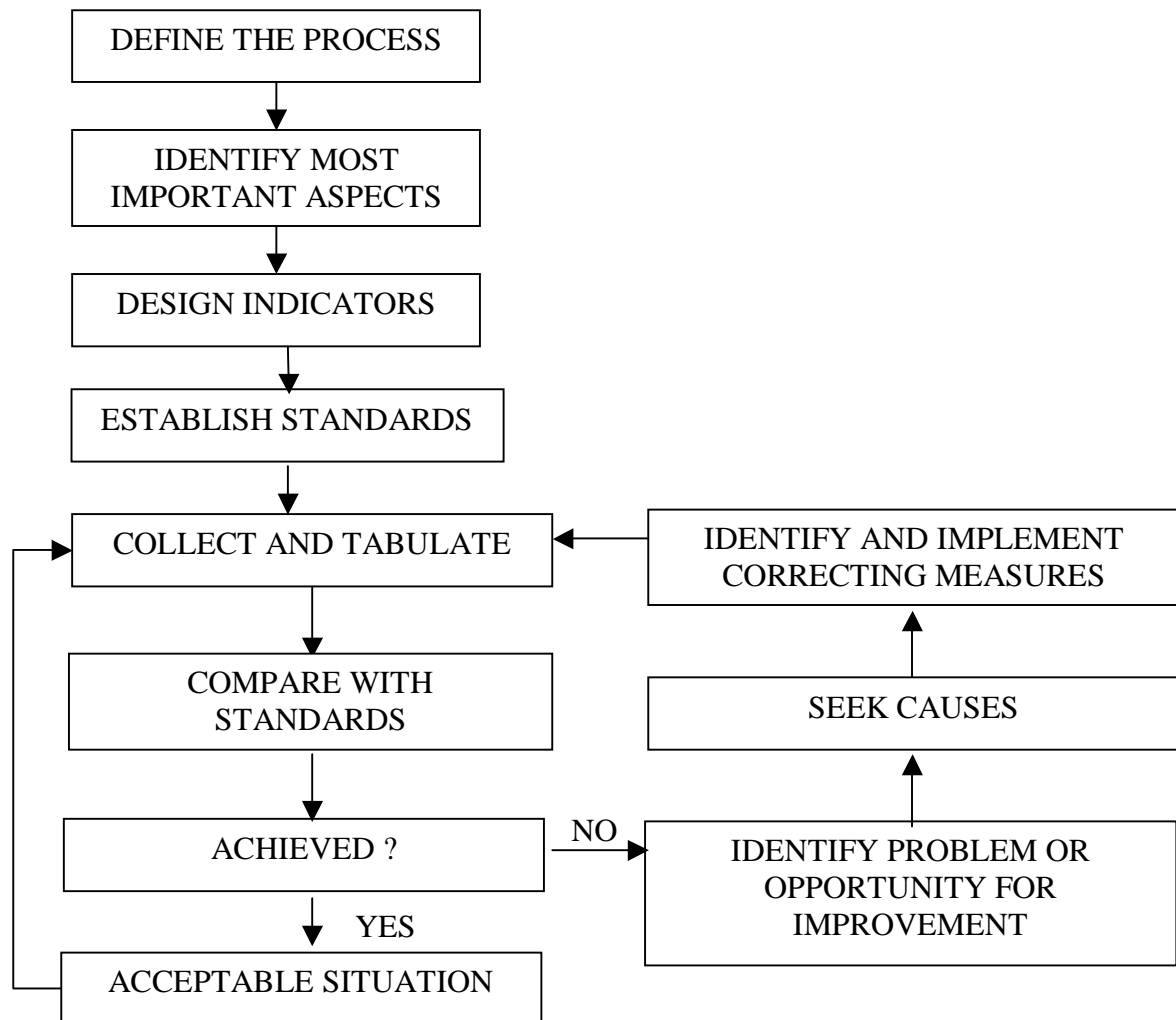 DEFINE THE PROCESS
IDENTIFY MOST
IMPORTANT ASPECTS
DESIGN INDICATORS
ESTABLISH STANDARDS
COLLECT AND TABULATE
IDENTIFY AND IMPLEMENT
CORRECTING MEASURES
COMPARE WITH
STANDARDS
SEEK CAUSES
ACHIEVED ?
NO
IDENTIFY PROBLEM OR
OPPORTUNITY FOR
IMPROVEMENT
YES
ACCEPTABLE SITUATION